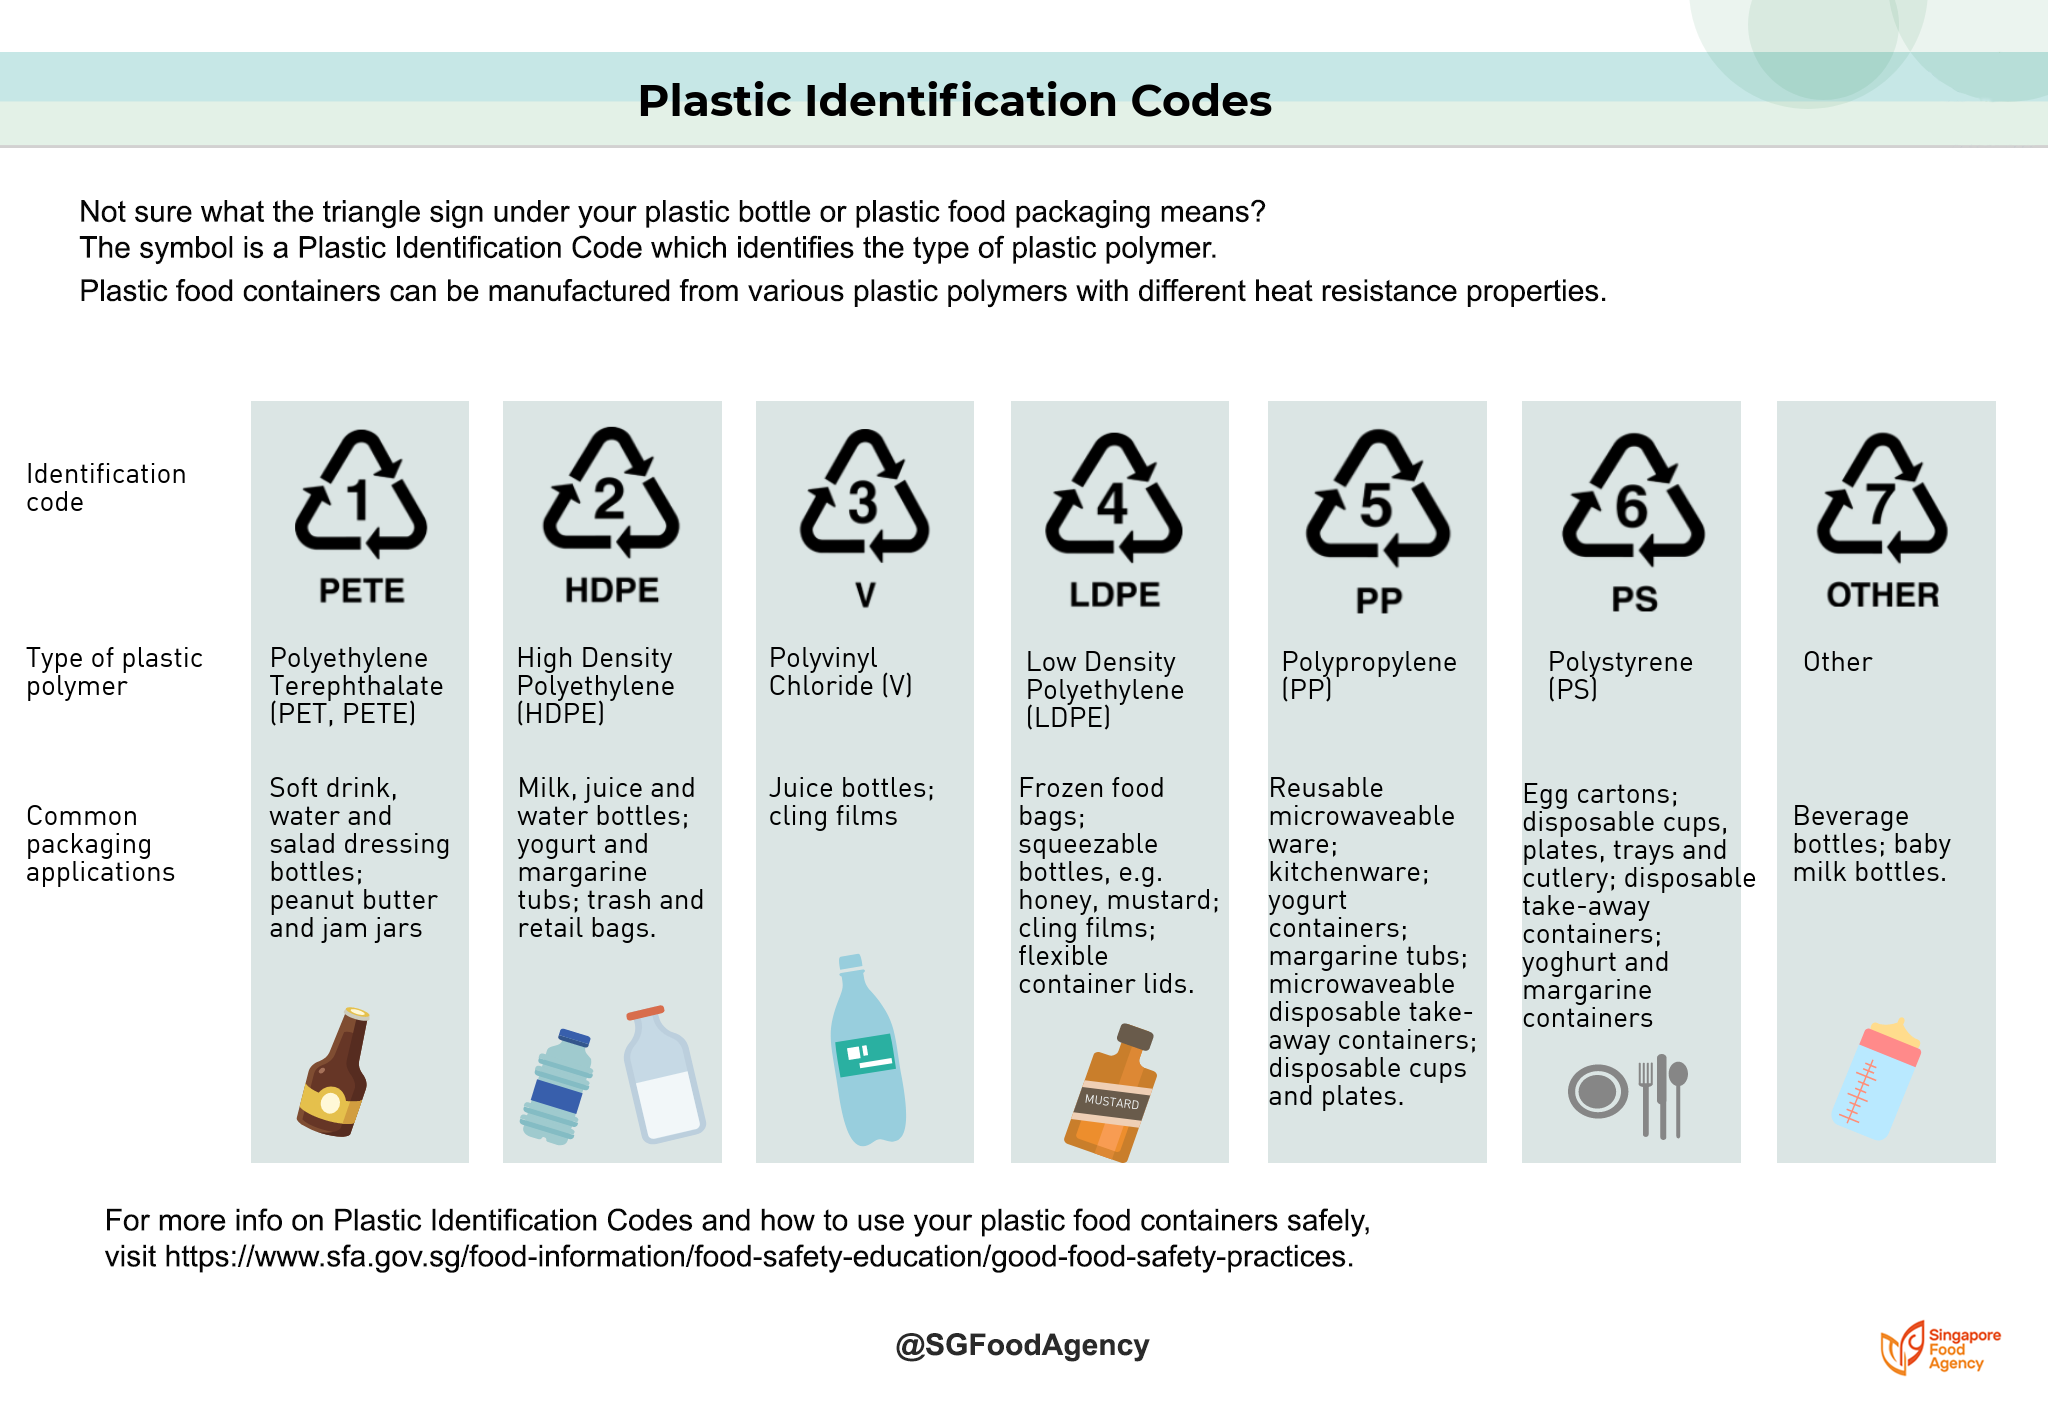 Plastic Identification Codes
Not sure what the triangle sign under your plastic bottle or plastic food packaging means?
The symbol is a Plastic Identification Code which identifies the type of plastic polymer.
Plastic food containers can be manufactured from various plastic polymers with different heat resistance properties.
Identification
code
1
PETE
2
HDPE
3
V
4
LDPE
5
PP
6
PS
7
OTHER
Type of plastic
polymer
Polyethylene
Terephthalate
(PET, PETE)
High Density
Polyethylene
(HDPE)
Polyvinyl
Chloride (V)
Low Density
Polyethylene
(LDPE)
Polypropylene
(PP)
Polystyrene
(PS)
Other
Common
packaging
applications
Soft drink,
water and
salad dressing
bottles;
peanut butter
and jam jars
Milk, juice and
water bottles;
yogurt and
margarine
tubs; trash and
retail bags.
Juice bottles;
cling films
Frozen food
bags;
squeezable
bottles, e.g.
honey, mustard;
cling films;
flexible
container lids.
MUSTARD
Reusable
microwaveable
ware;
kitchenware;
yogurt
containers;
margarine tubs;
microwaveable
disposable take-
away containers;
disposable cups
and plates.
Egg cartons;
disposable cups,
plates, trays and
cutlery; disposable
take-away
containers;
yoghurt and
margarine
containers
Beverage
bottles; baby
milk bottles.
For more info on Plastic Identification Codes and how to use your plastic food containers safely,
visit https://www.sfa.gov.sg/food-information/food-safety-education/good-food-safety-practices.
@SGFoodAgency
Singapore
Food
Agency